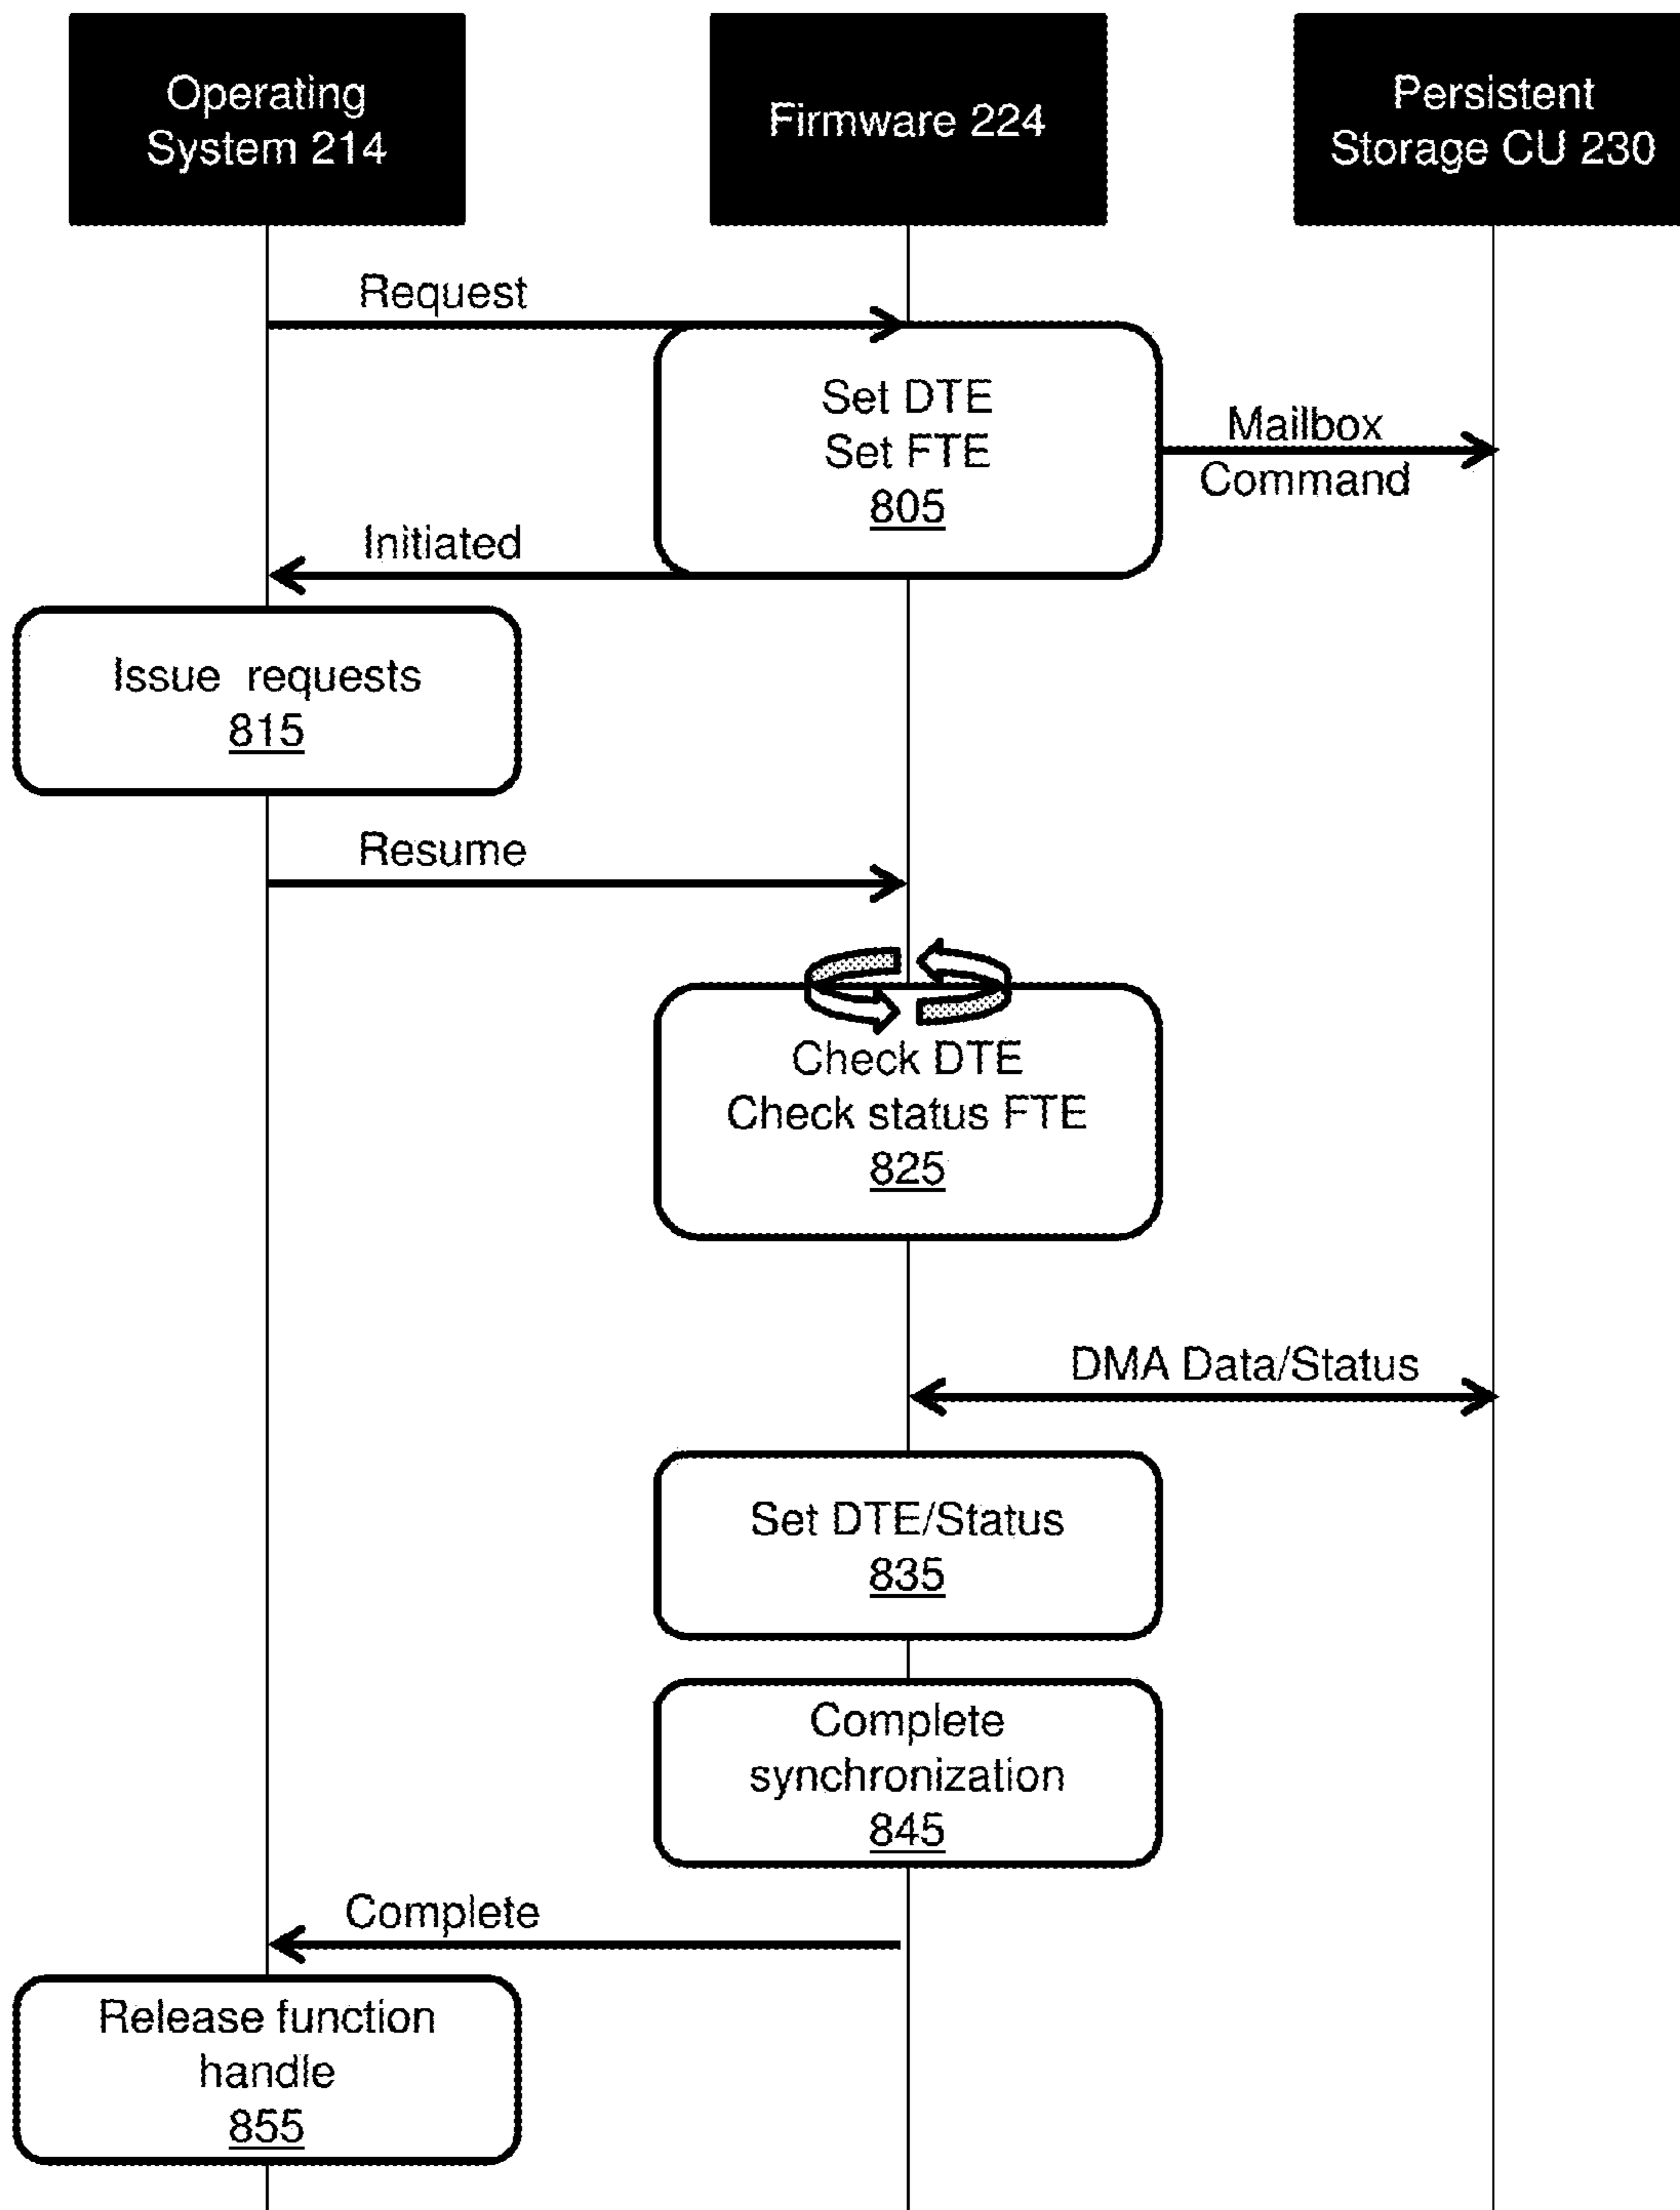 Operating
System 214
Firmware 224
Persistent
Storage CU 230
Request
Set DTE
Set FTE
805
Mailbox
Command
Initiated
Issue requests
815
Resume
Check DTE
Check status FTE
825
DMA Data/Status
Set DTE/Status
835
Complete
synchronization
845
Complete
Release function
handle
855